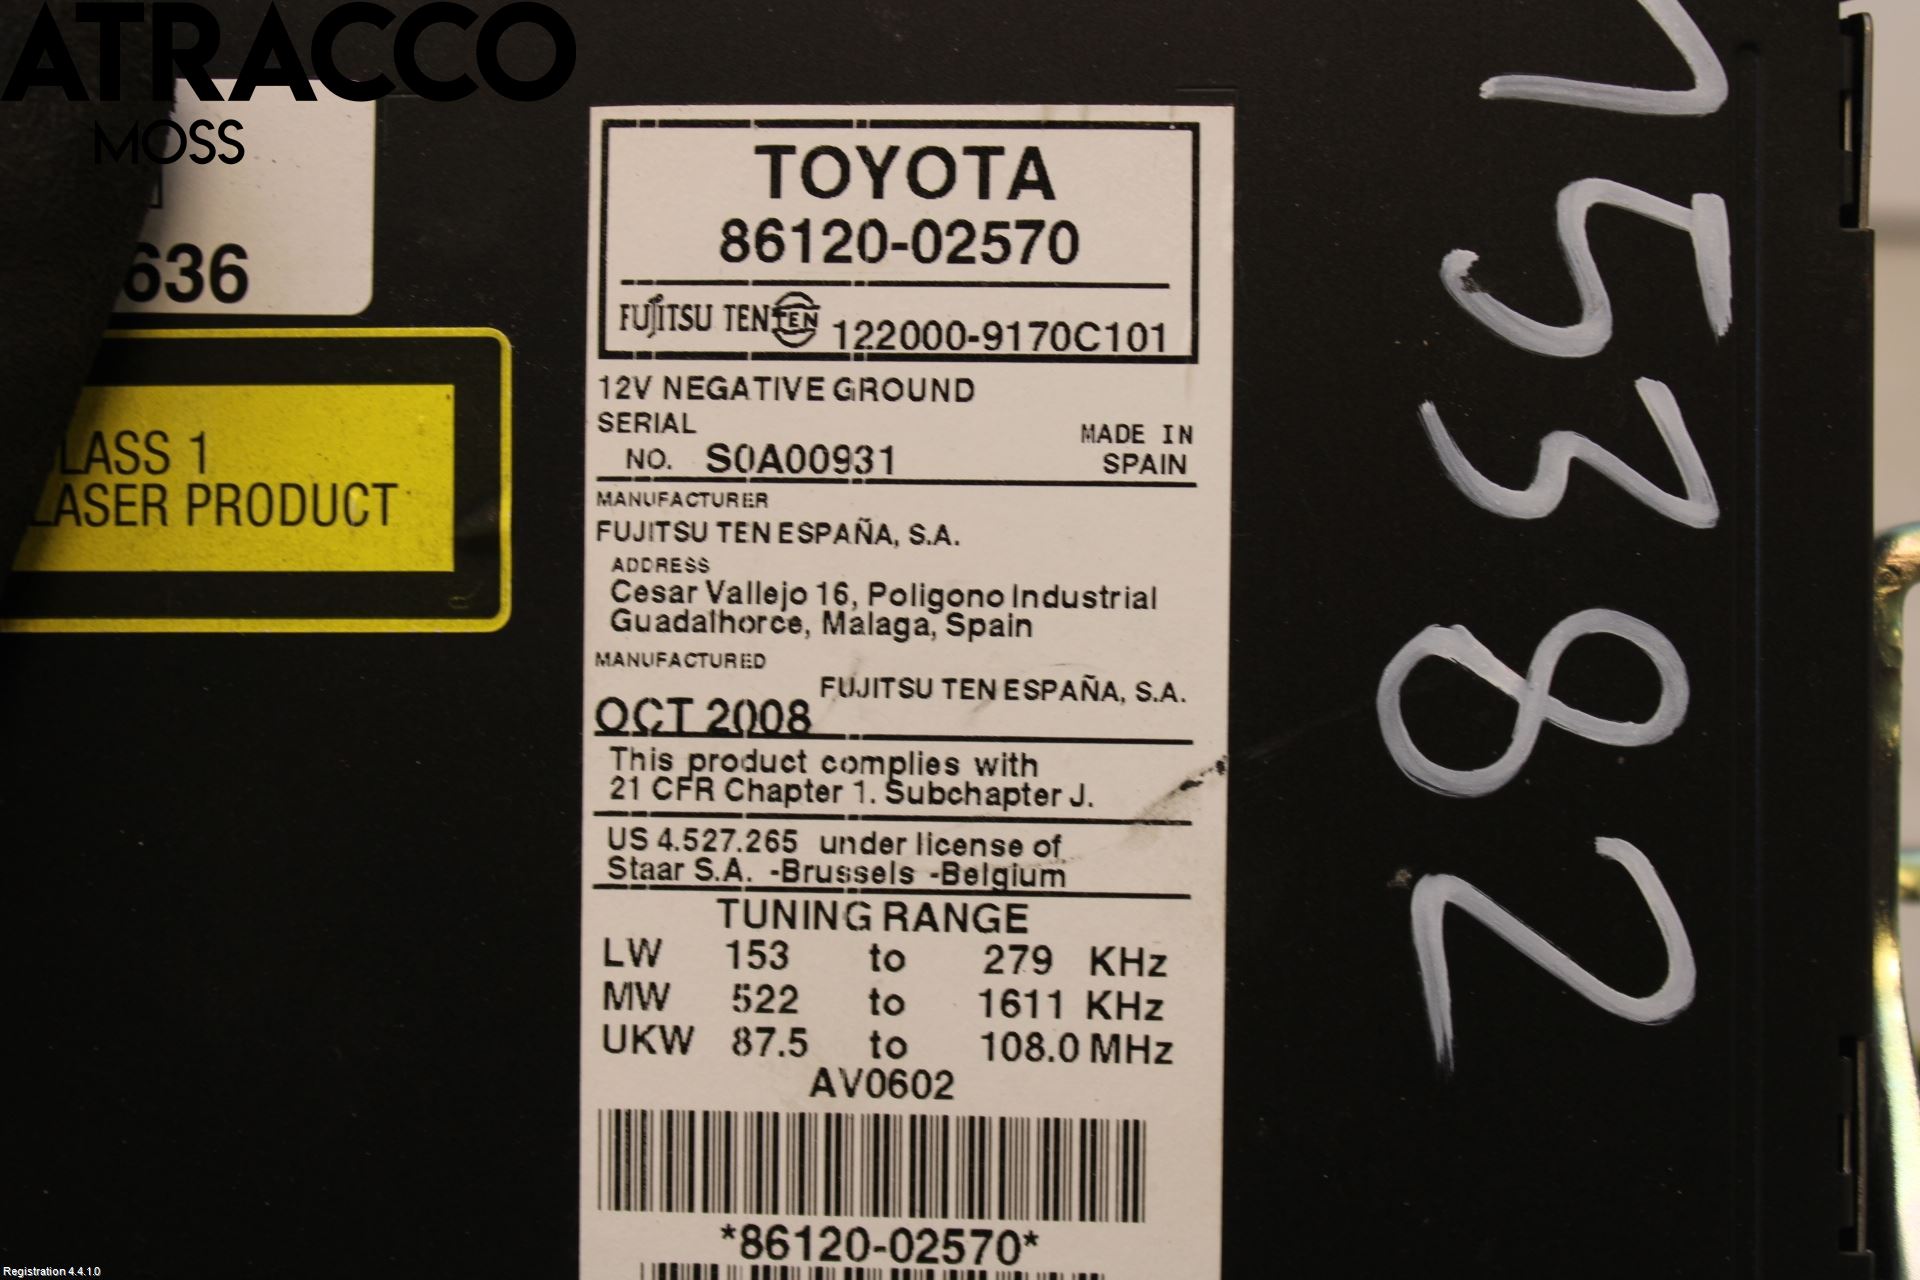 ATRACCO
MOSS
636
CLASS 1
LASER PRODUCT
TOYOTA
86120-02570
FUJITSU TEN TEN 122000-9170C101
12V NEGATIVE GROUND
SERIAL
NO. S0A00931
MADE IN
SPAIN
MANUFACTURER
FUJITSU TEN ESPAÑA, S.A.
ADDRESS
Cesar Vallejo 16, Poligono Industrial
Guadalhorce, Malaga, Spain
MANUFACTURED
FUJITSU TEN ESPAÑA, S.A.
OCT 2008
This product complies with
21 CFR Chapter 1. Subchapter J.
US 4.527.265 under license of
Staar S.A. -Brussels -Belgium
TUNING RANGE
LW 153 to 279 KHz
MW 522 to 1611 KHz
UKW 87.5 to 108.0 MHz
AV0602
*86120-02570*
15382
Registration 4.4.1.0